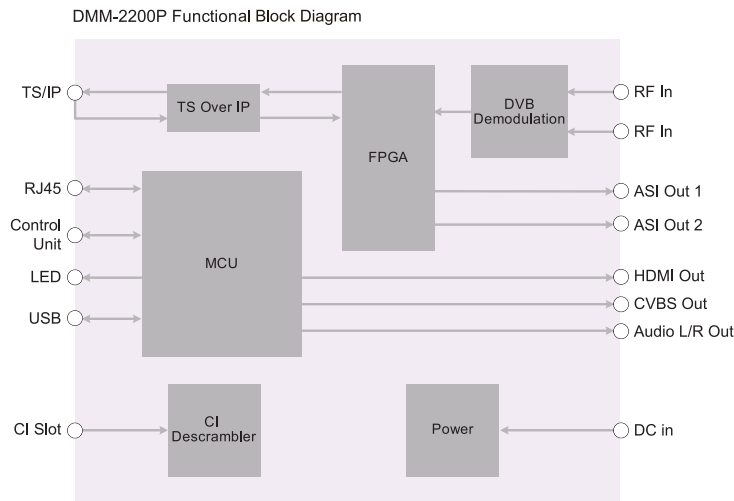 DMM-2200P Functional Block Diagram
TS/IP
TS Over IP
FPGA
DVB
Demodulation
RF In
RF In
RJ45
Control
Unit
LED
USB
MCU
ASI Out 1
ASI Out 2
HDMI Out
CVBS Out
Audio L/R Out
CI Slot
CI
Descrambler
Power
DC in